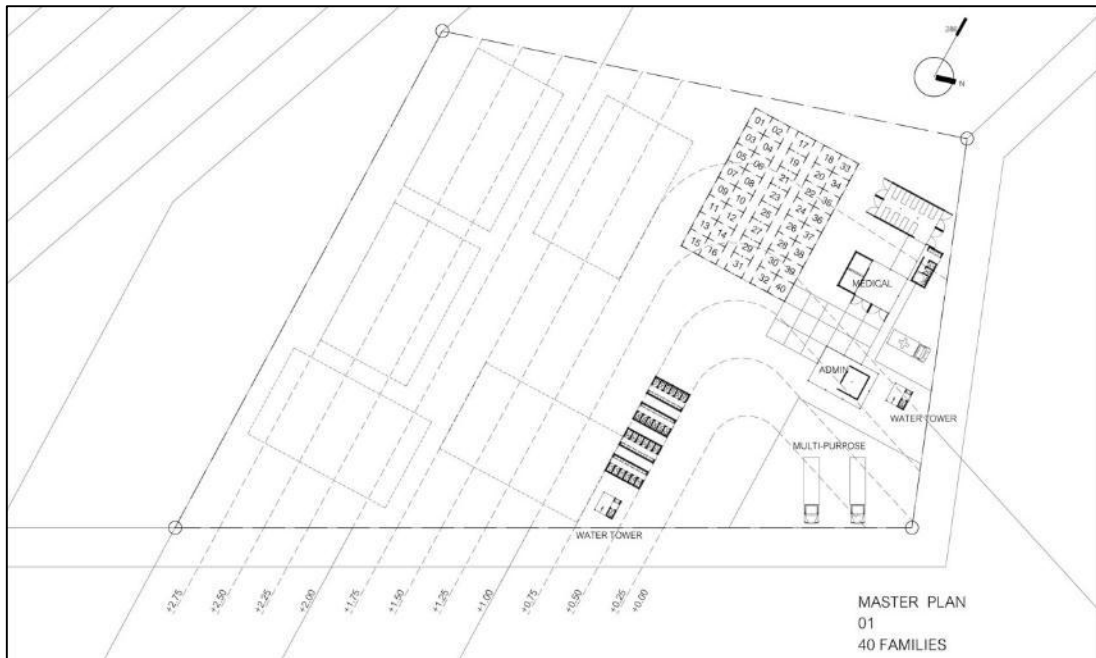 N
01 02 17 18 33
03 04 19 20 34
05 06 21 22 35
07 08 23 24 36
09 10 25 26 37
11 12 27 28 38
13 14 29 30 39
15 16 31 32 40
MEDICAL
ADMIN
WATER TOWER
MULTI-PURPOSE
WATER TOWER
+2,75 +2,50 +2,25 +2,00 +1,75 +1,50 +1,25 +1,00 +0,75 +0,50 +0,25 +0,00
MASTER PLAN
01
40 FAMILIES